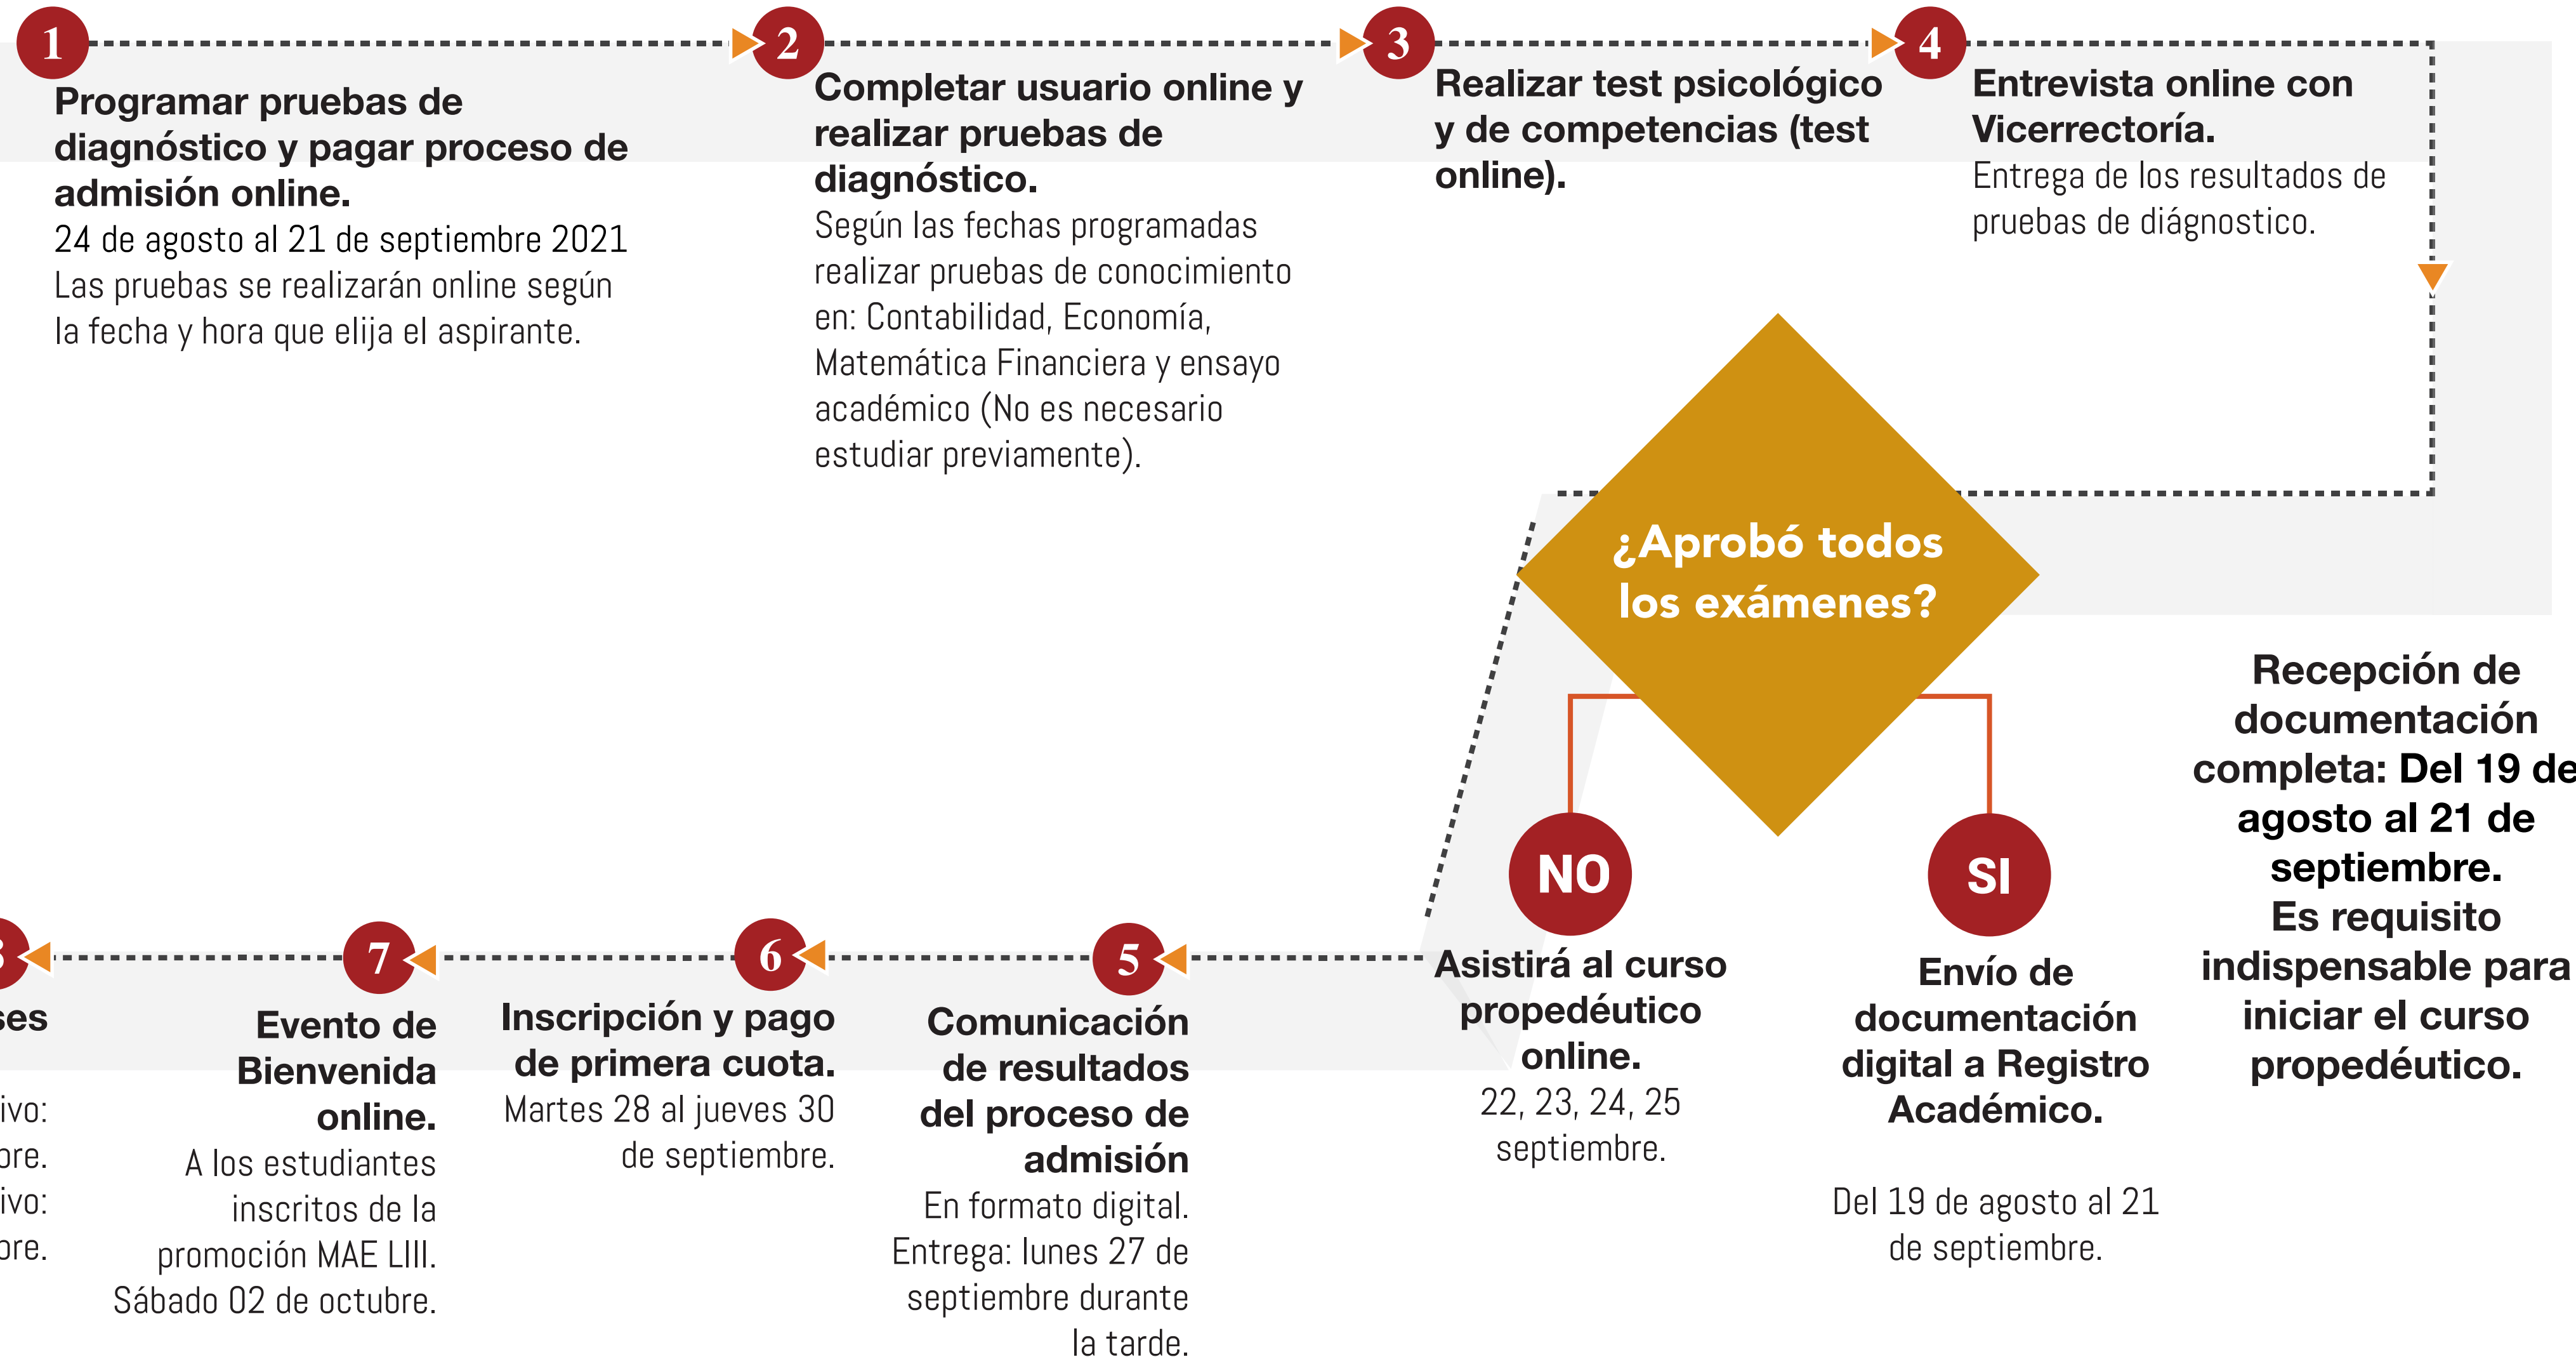 1
Programar pruebas de
diagnóstico y pagar proceso de
admisión online.
24 de agosto al 21 de septiembre 2021
Las pruebas se realizarán online según
la fecha y hora que elija el aspirante.
2
Completar usuario online y
realizar pruebas de
diagnóstico.
Según las fechas programadas
realizar pruebas de conocimiento
en: Contabilidad, Economía,
Matemática Financiera y ensayo
académico (No es necesario
estudiar previamente).
3
Realizar test psicológico
y de competencias (test
online).
4
Entrevista online con
Vicerrectoría.
Entrega de los resultados de
pruebas de diágnostico.
¿Aprobó todos
los exámenes?
NO
Asistirá al curso
propedéutico
online.
22, 23, 24, 25
septiembre.
SI
Envío de
documentación
digital a Registro
Académico.
Del 19 de agosto al 21
de septiembre.
Recepción de
documentación
completa: Del 19 de
agosto al 21 de
septiembre.
Es requisito
indispensable para
iniciar el curso
propedéutico.
5
Comunicación
de resultados
del proceso de
admisión
En formato digital.
Entrega: lunes 27 de
septiembre durante
la tarde.
6
Inscripción y pago
de primera cuota.
Martes 28 al jueves 30
de septiembre.
7
Evento de
Bienvenida
online.
A los estudiantes
inscritos de la
promoción MAE LIII.
Sábado 02 de octubre.